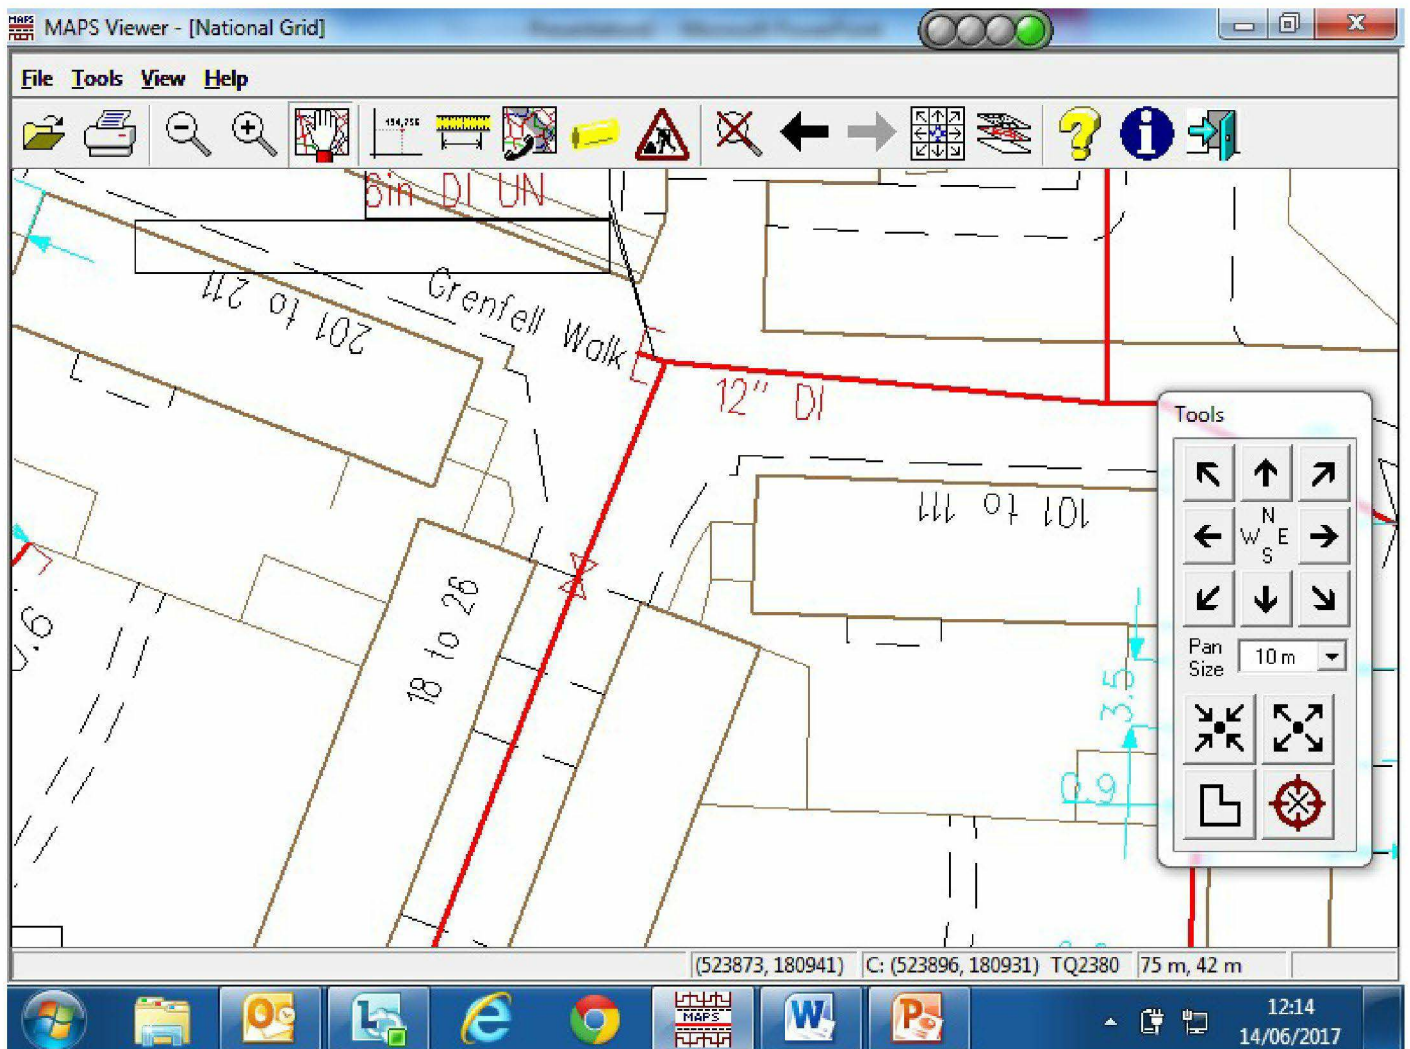 MAPS Viewer - [National Grid]
File Tools View Help
6in DI UN
201 to 211
Grenfell Walk
12" DI
101 to 111
18 to 26
3.5
0.9
Tools
N
W E
S
Pan Size
10 m
(523873, 180941) C: (523896, 180931) TQ2380 75 m, 42 m
MAPS
12:14
14/06/2017